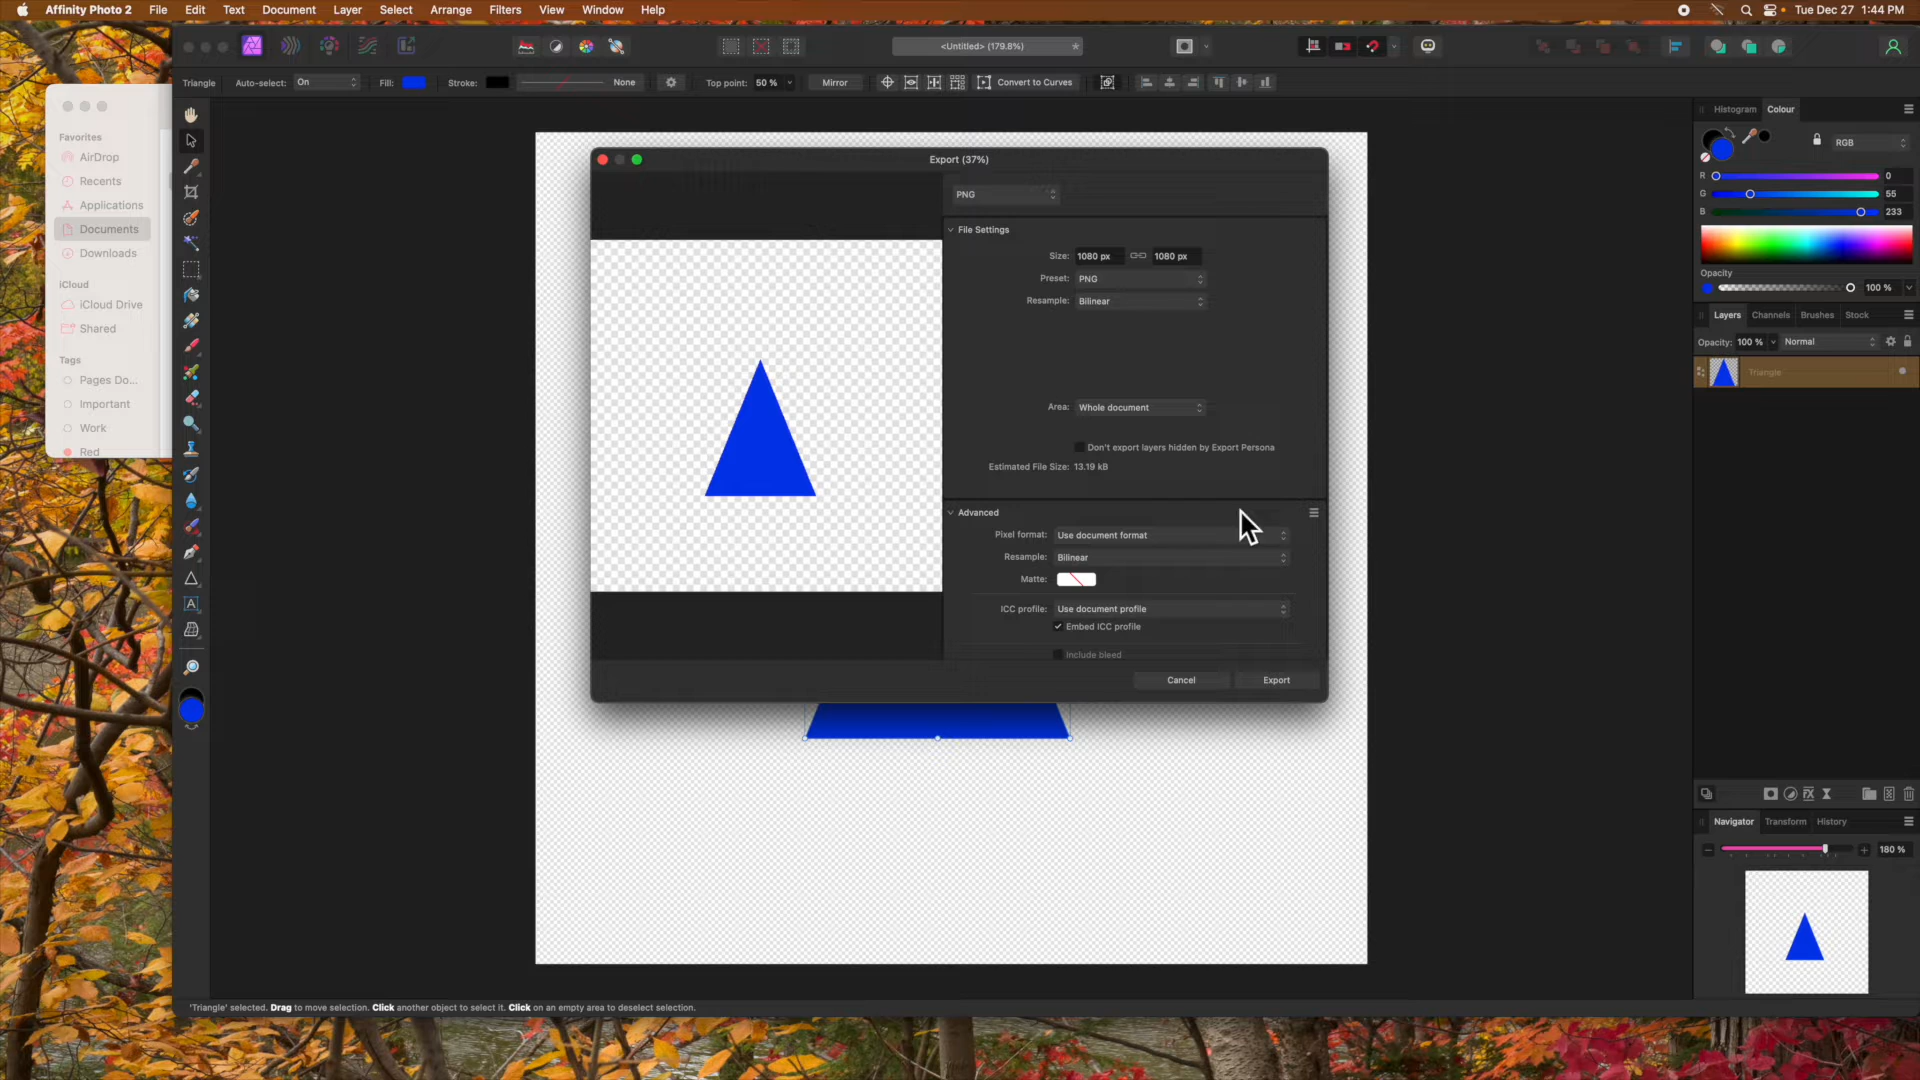 Affinity Photo 2 File Edit Text Document Layer Select Arrange Filters View Window Help Tue Dec 27 1:44 PM
<Untitled> (179.8%) *
Triangle Auto-select: On Fill: Stroke: None Top point: 50 % Mirror Convert to Curves
Favorites
AirDrop
Recents
Applications
Documents
Downloads
iCloud
iCloud Drive
Shared
Tags
Pages Do...
Important
Work
Red
Export (37%)
PNG
File Settings
Size: 1080 px 1080 px
Preset: PNG
Resample: Bilinear
Area: Whole document
Don't export layers hidden by Export Persona
Estimated File Size: 13.19 kB
Advanced
Pixel format: Use document format
Resample: Bilinear
Matte:
ICC profile: Use document profile
Embed ICC profile
Include bleed
Cancel Export
Histogram Colour
RGB
R 0
G 55
B 233
Opacity
100 %
Layers Channels Brushes Stock
Opacity: 100 % Normal
Triangle
Navigator Transform History
180 %
'Triangle' selected. Drag to move selection. Click another object to select it. Click on an empty area to deselect selection.